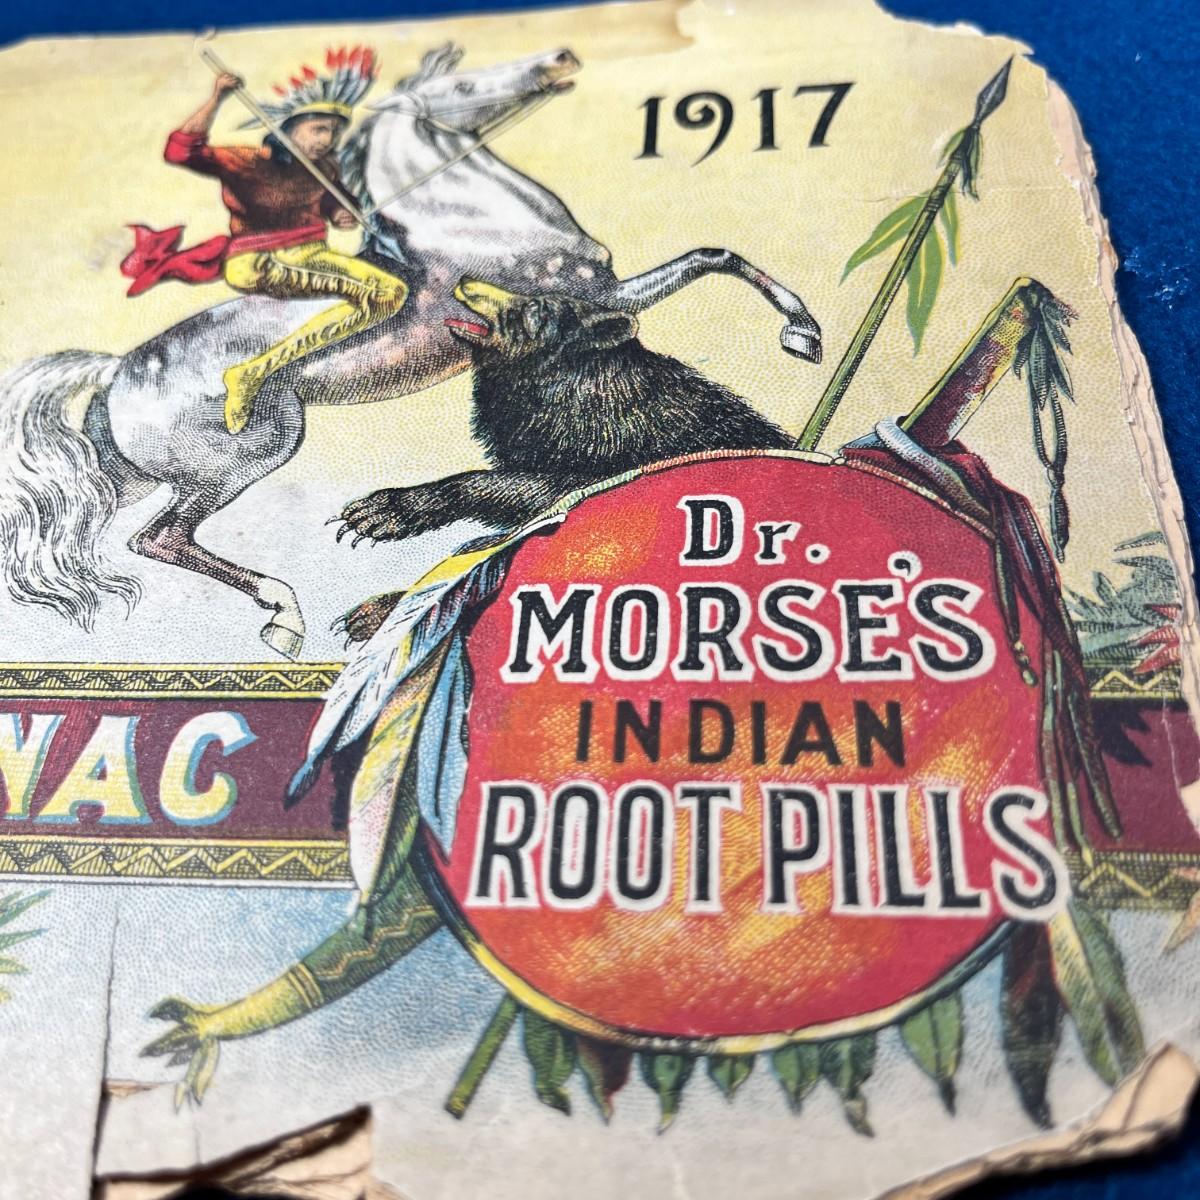 1917
NAC
Dr.
MORSE'S
INDIAN
ROOT PILLS